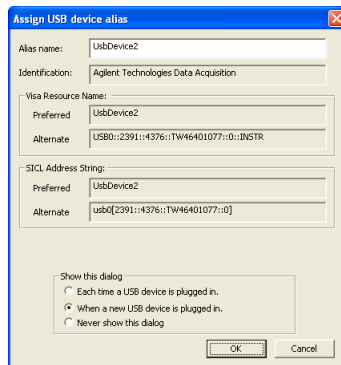 Assign USB device alias
Alias name: UsbDevice2
Identification: Agilent Technologies Data Acquisition
Visa Resource Name:
Preferred UsbDevice2
Alternate USB0::2391::4376::TW46401077::0::INSTR
SICL Address String:
Preferred UsbDevice2
Alternate usb0[2391::4376::TW46401077::0]
Show this dialog
Each time a USB device is plugged in.
When a new USB device is plugged in.
Never show this dialog
OK Cancel